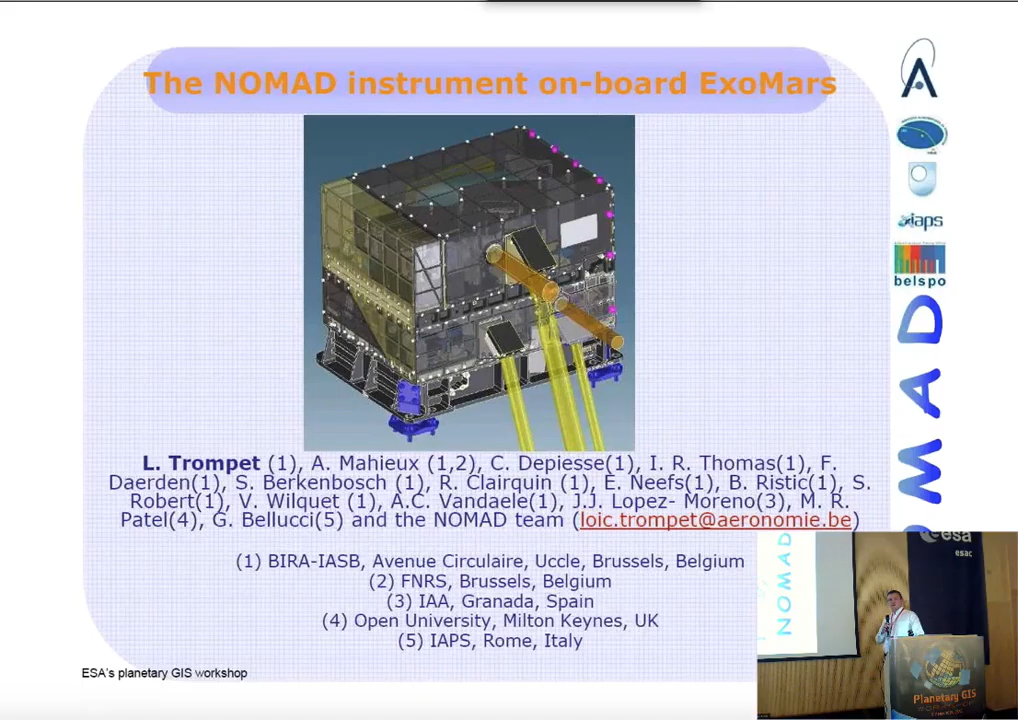 The NOMAD instrument on-board ExoMars
L. Trompet (1), A. Mahieux (1,2), C. Depiesse(1), I. R. Thomas(1), F.
Daerden(1), S. Berkenbosch (1), R. Clairquin (1), E. Neefs(1), B. Ristic(1), S.
Robert(1), V. Wilquet (1), A.C. Vandaele(1), J.J. Lopez- Moreno(3), M. R.
Patel(4), G. Bellucci(5) and the NOMAD team (loic.trompet@aeronomie.be)
(1) BIRA-IASB, Avenue Circulaire, Uccle, Brussels, Belgium
(2) FNRS, Brussels, Belgium
(3) IAA, Granada, Spain
(4) Open University, Milton Keynes, UK
(5) IAPS, Rome, Italy
ESA's planetary GIS workshop
iaps
belspo
NOMAD
NOMAD
esa
esac
Planetary GIS